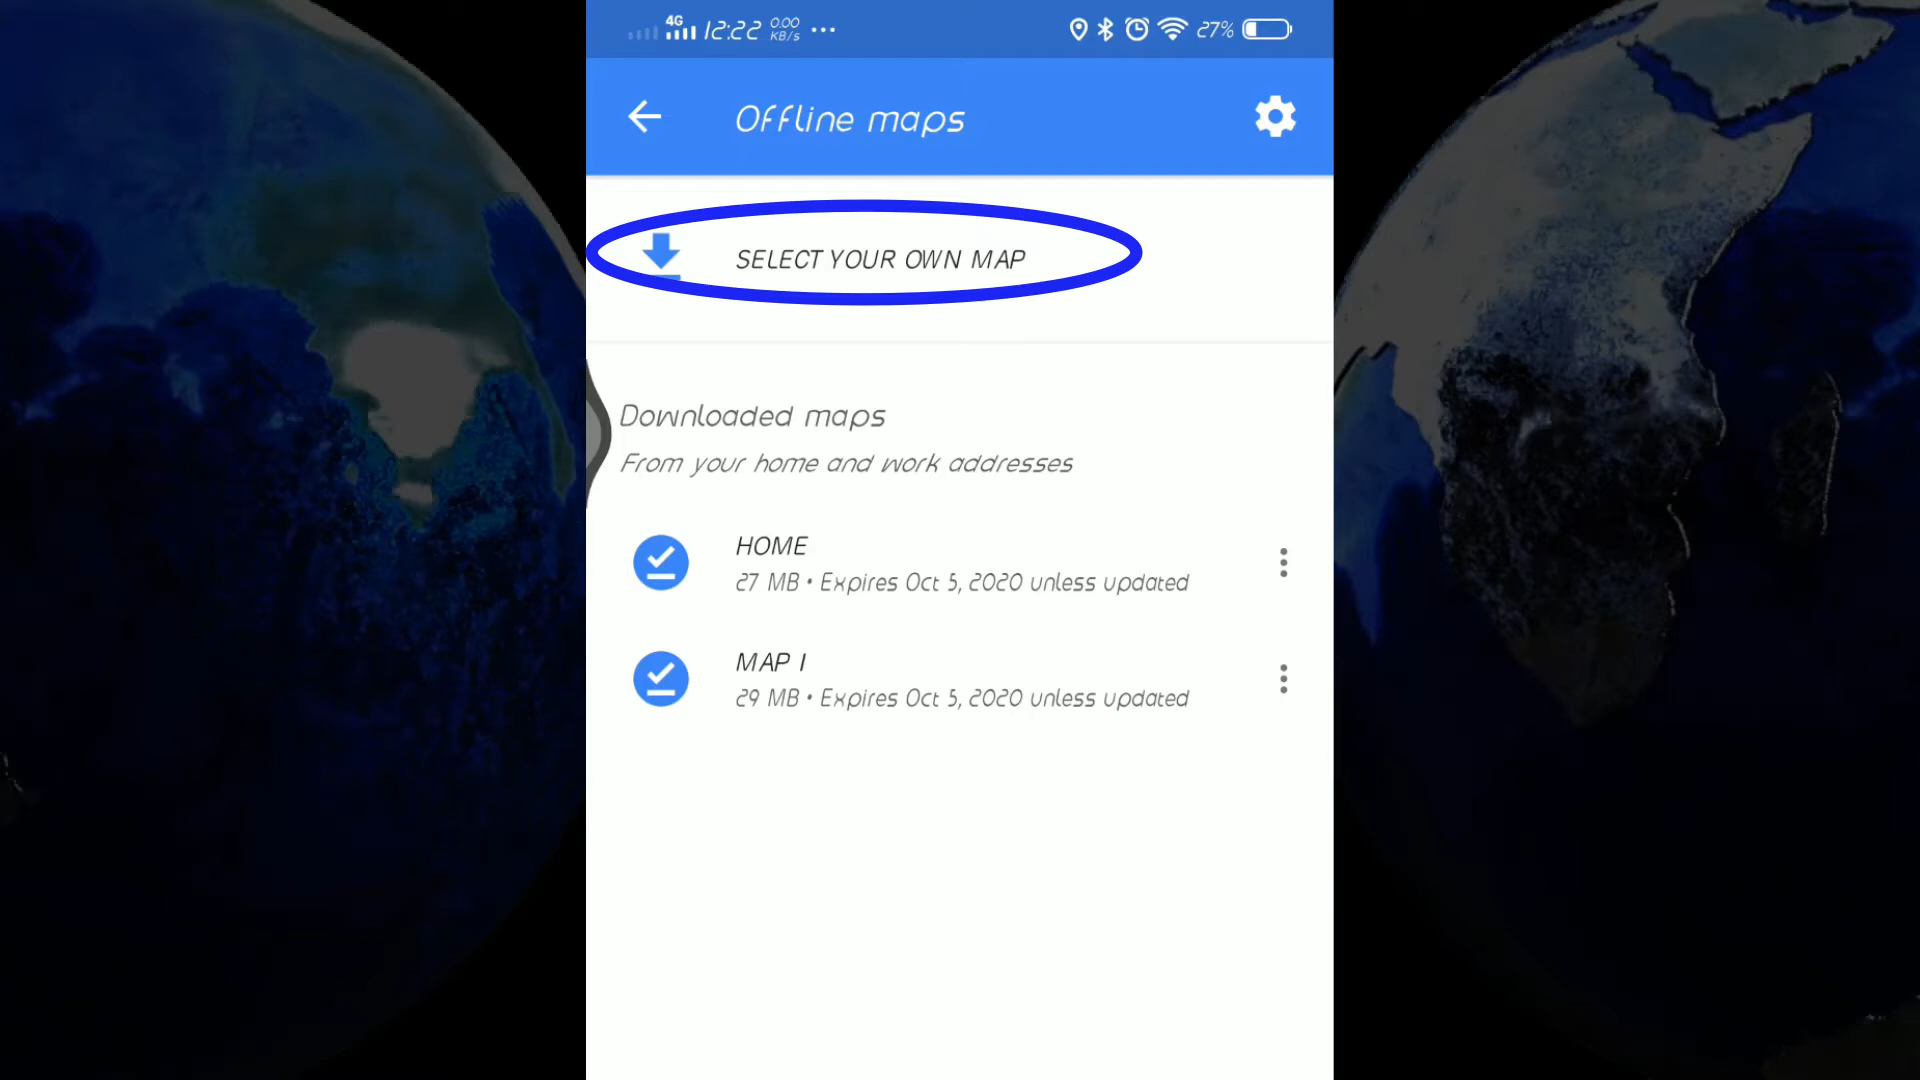 4G 12:22 0.00 KB/s ... 27%
Offline maps
SELECT YOUR OWN MAP
Downloaded maps
From your home and work addresses
HOME
27 MB • Expires Oct 5, 2020 unless updated
MAP 1
29 MB • Expires Oct 5, 2020 unless updated